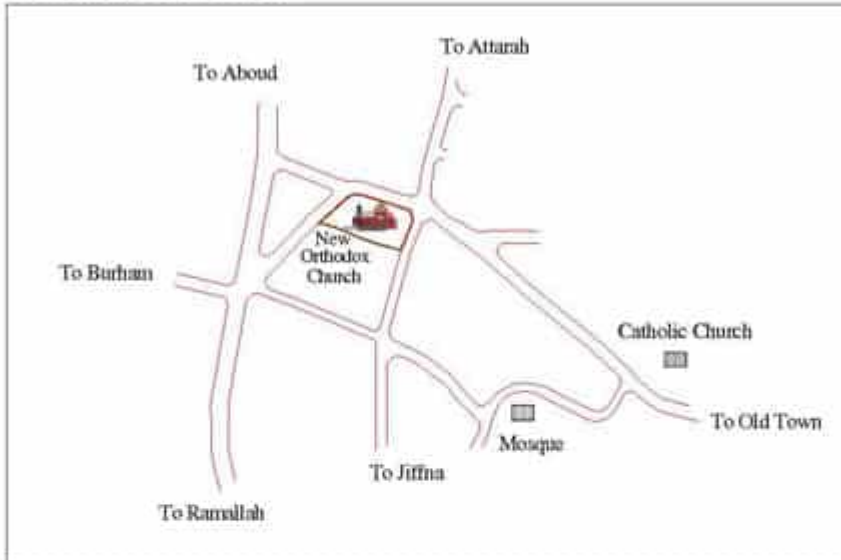 To Attarah
To Aboud
New
Orthodox
Church
To Burham
Catholic Church
To Old Town
Mosque
To Jiffna
To Ramallah